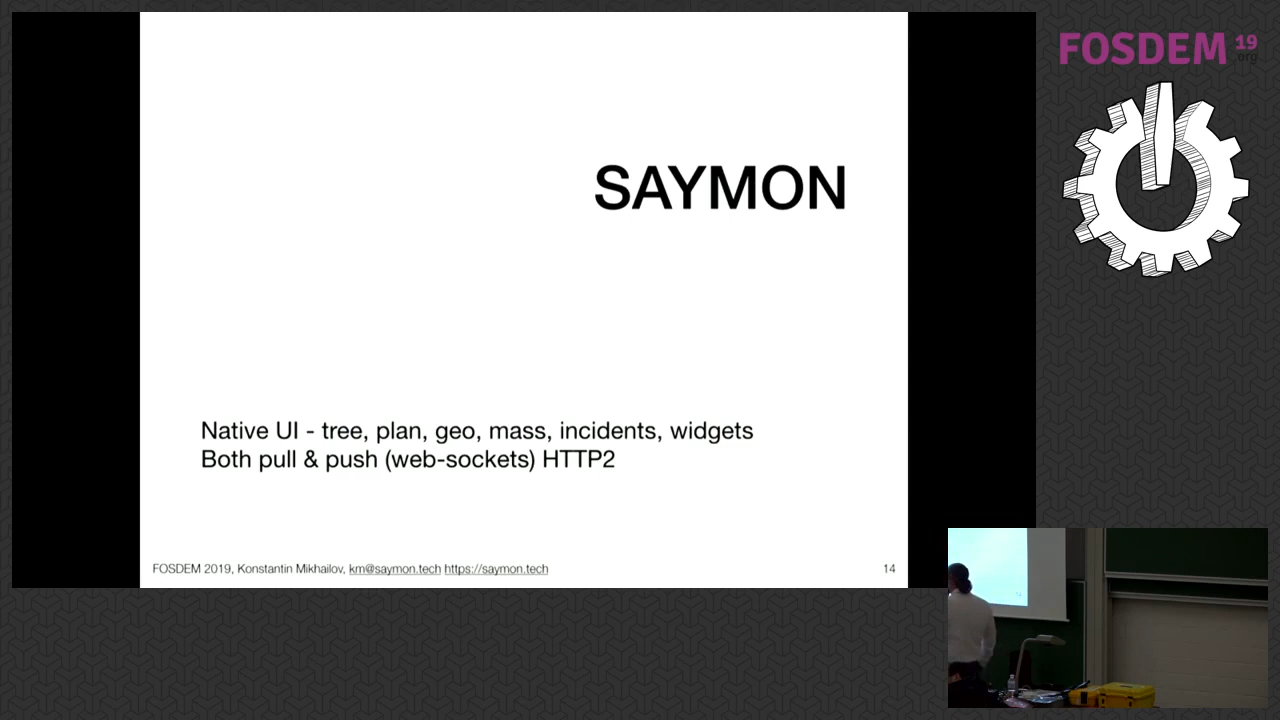 FOSDEM 19
.org
SAYMON
Native UI - tree, plan, geo, mass, incidents, widgets
Both pull & push (web-sockets) HTTP2
FOSDEM 2019, Konstantin Mikhailov, km@saymon.tech https://saymon.tech
14